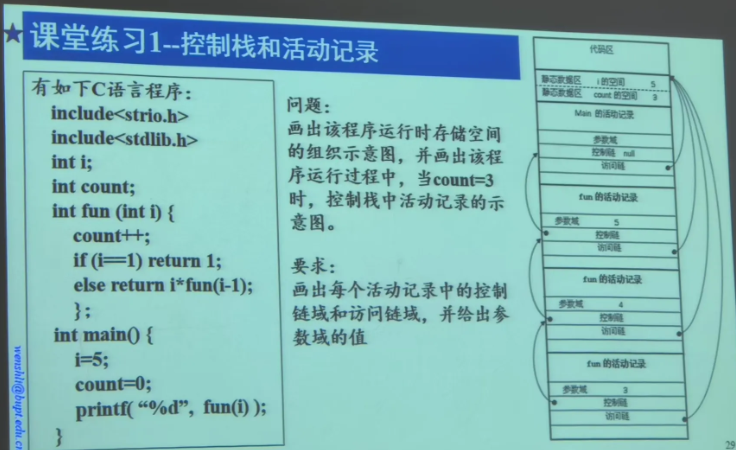 ★ 课堂练习1--控制栈和活动记录
有如下C语言程序：
include<strio.h>
include<stdlib.h>
int i;
int count;
int fun (int i) {
count++;
if (i==1) return 1;
else return i*fun(i-1);
};
int main() {
i=5;
count=0;
printf( “%d”, fun(i) );
}
问题：
画出该程序运行时存储空间
的组织示意图，并画出该程
序运行过程中，当count=3
时，控制栈中活动记录的示
意图。
要求：
画出每个活动记录中的控制
链域和访问链域，并给出参
数域的值
代码区
静态数据区 i 的空间 5
静态数据区 count 的空间 3
Main 的活动记录
参数域
控制链 null
访问链
fun 的活动记录
参数域 5
控制链
访问链
fun 的活动记录
参数域 4
控制链
访问链
fun 的活动记录
参数域 3
控制链
访问链
wenshli@bupt.edu.cn
29